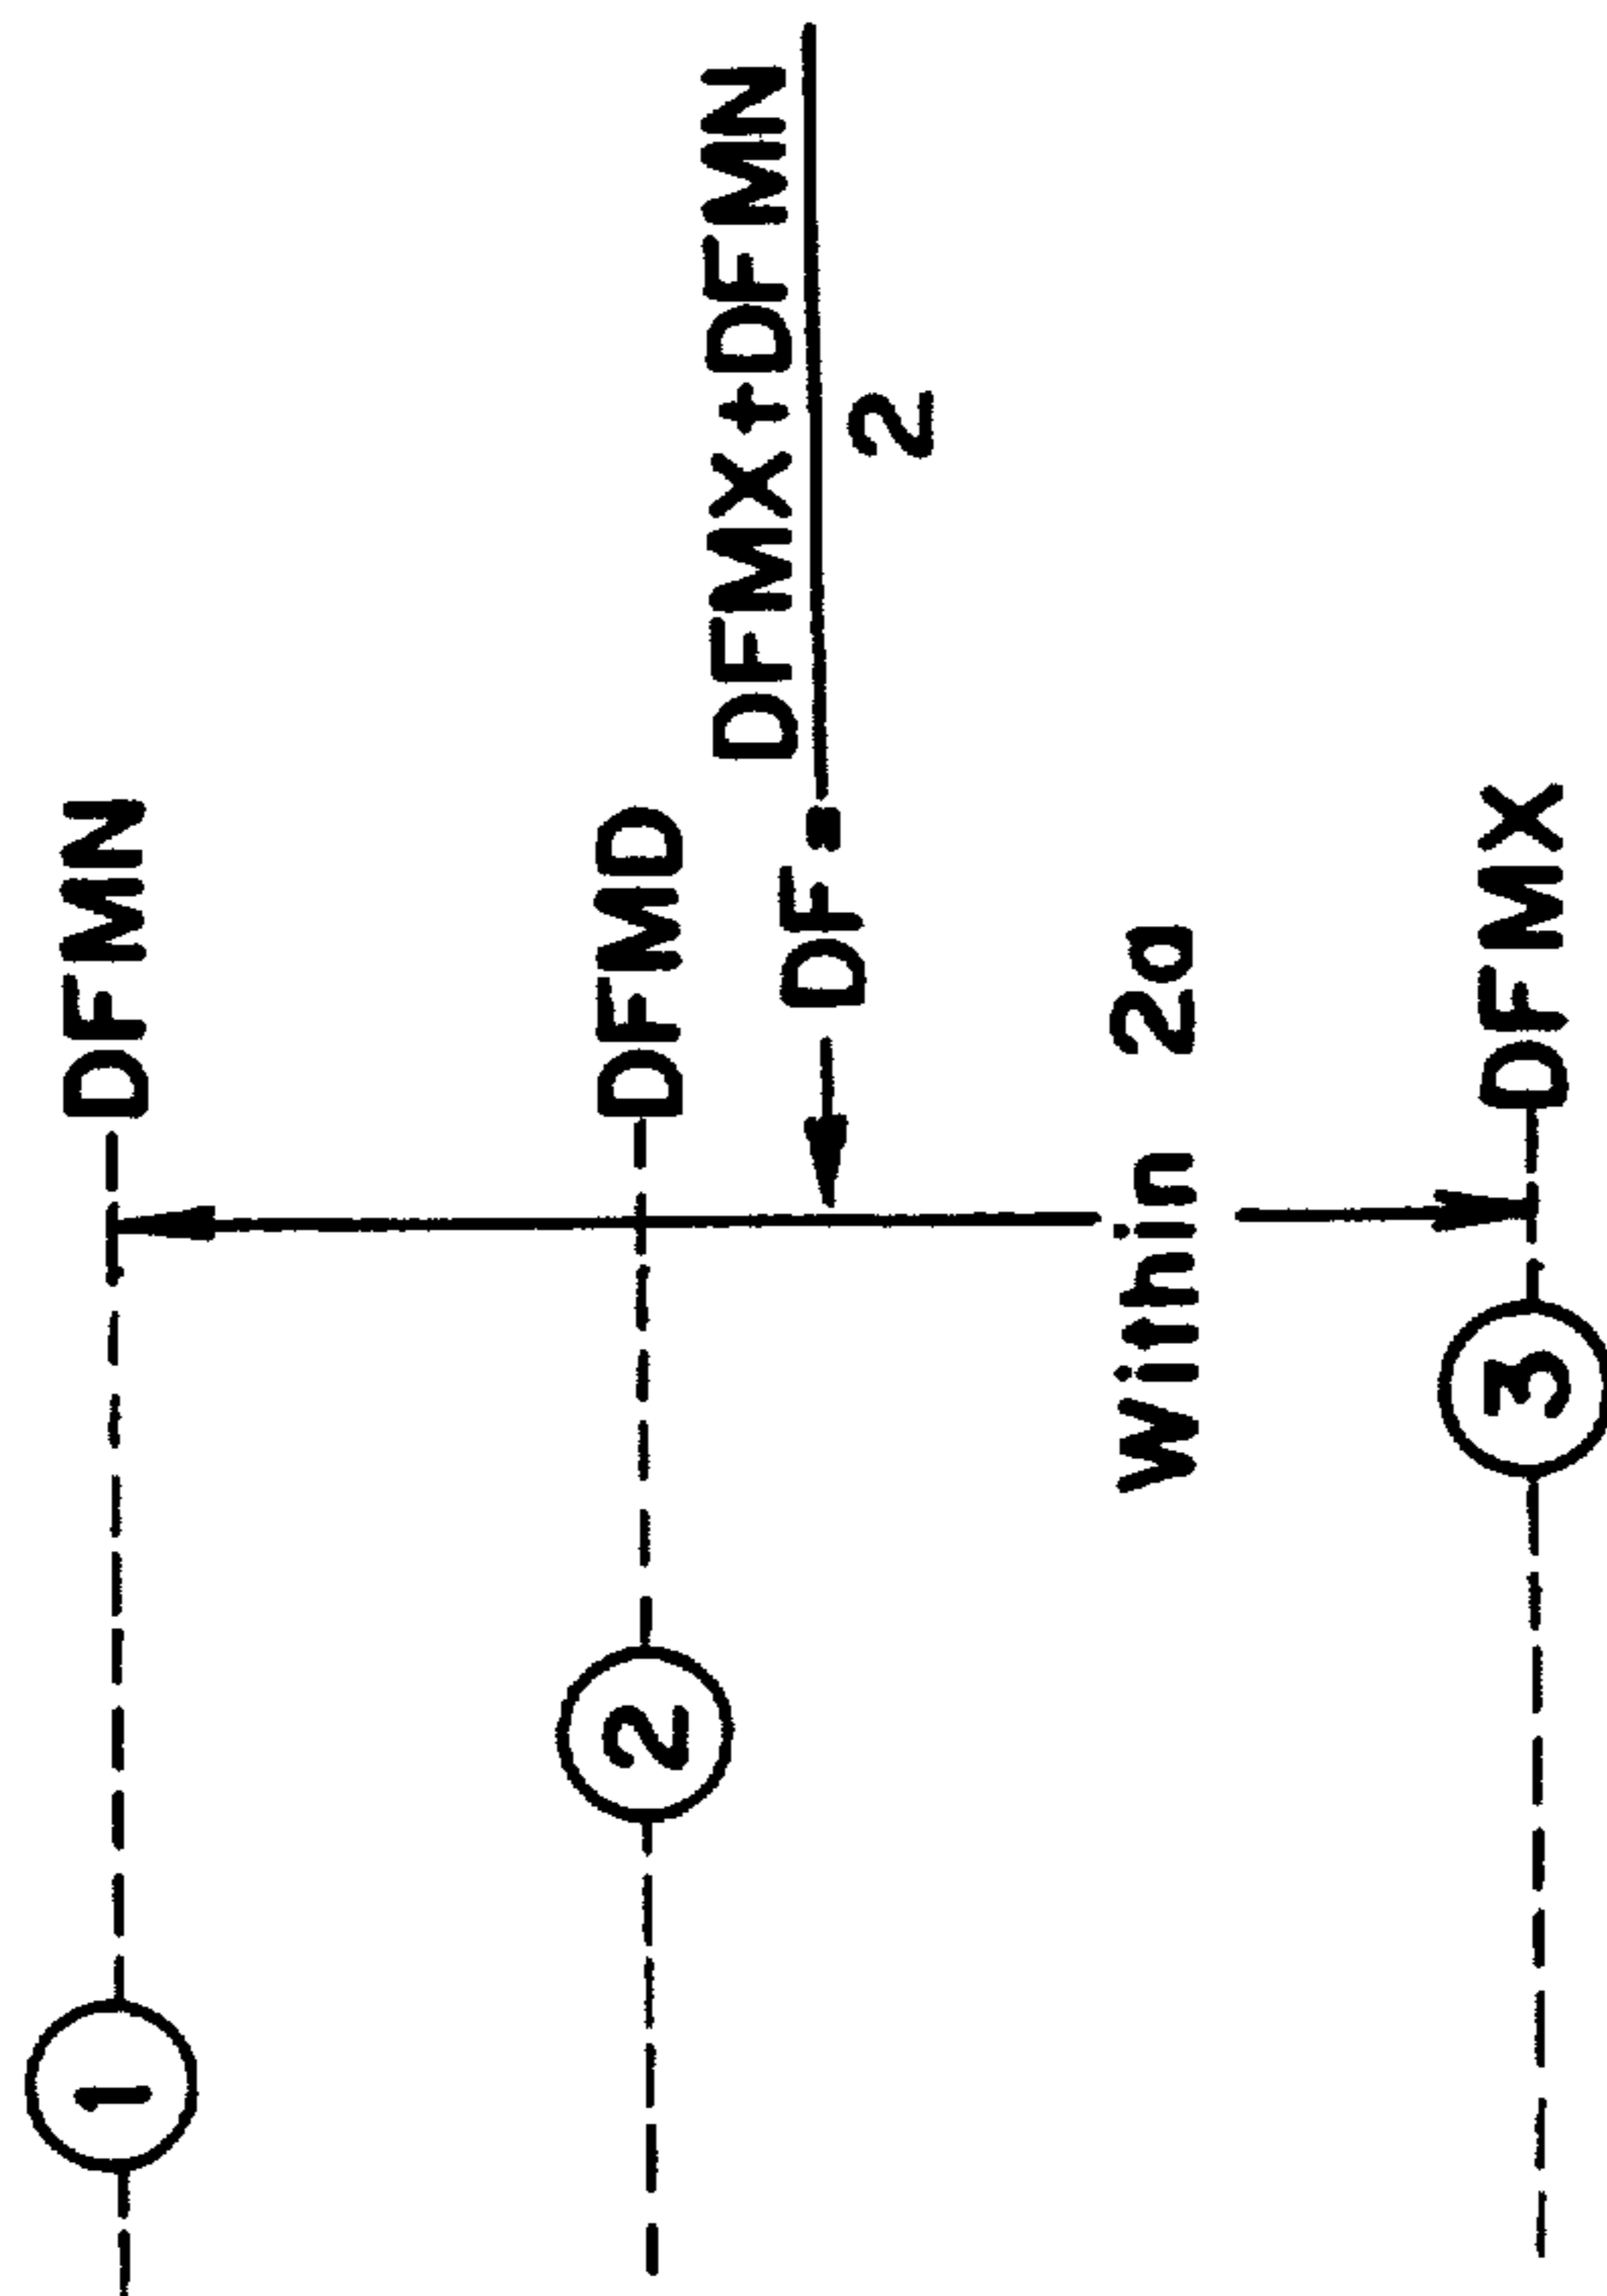 ① DFMN
② DFMD
DF = DFMX+DFMN
2
Within 2a
③ DFMX